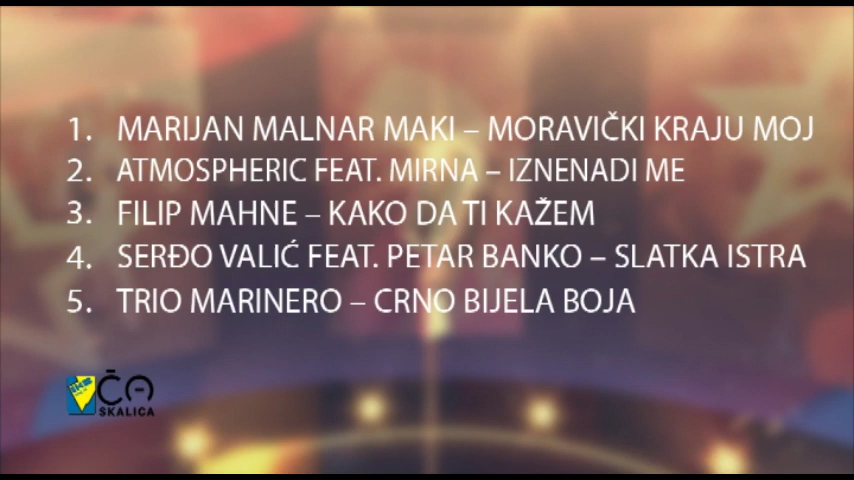 1. MARIJAN MALNAR MAKI – MORAVIČKI KRAJU MOJ
2. ATMOSPHERIC FEAT. MIRNA – IZNENADI ME
3. FILIP MAHNE – KAKO DA TI KAŽEM
4. SERĐO VALIĆ FEAT. PETAR BANKO – SLATKA ISTRA
5. TRIO MARINERO – CRNO BIJELA BOJA
ČA
SKALICA